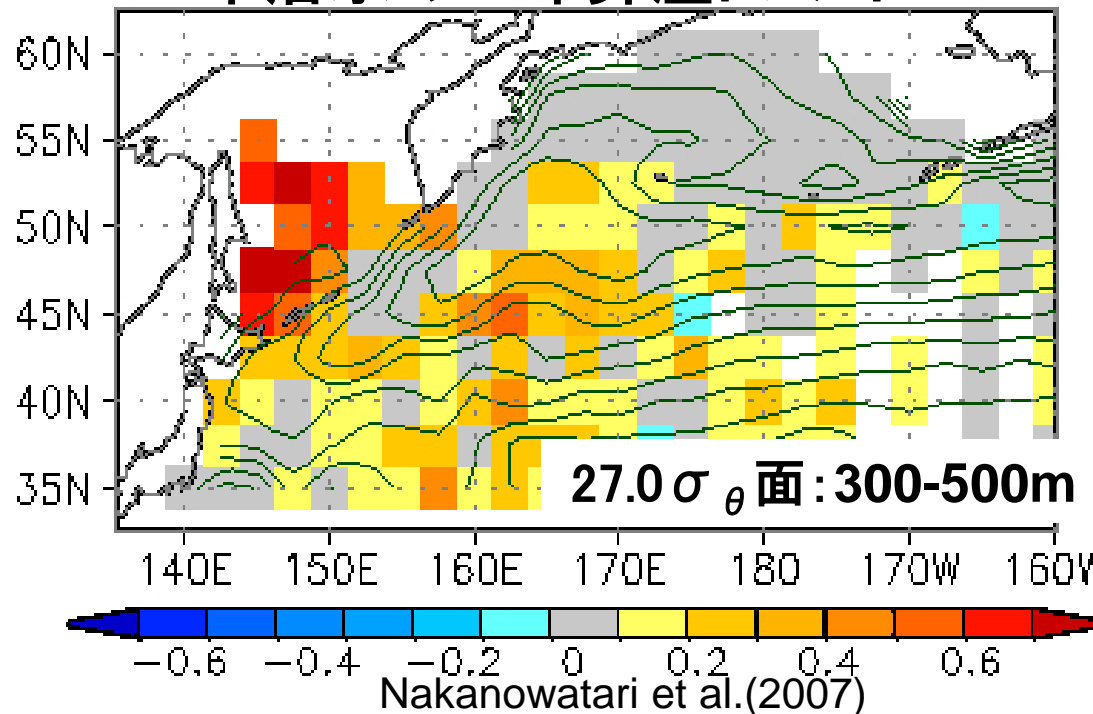 60N
55N
50N
45N
40N
35N
27.0σθ面:300-500m
140E 150E 160E 170E 180 170W 160W
−0.6 −0.4 −0.2 0 0.2 0.4 0.6
Nakanowatari et al.(2007)